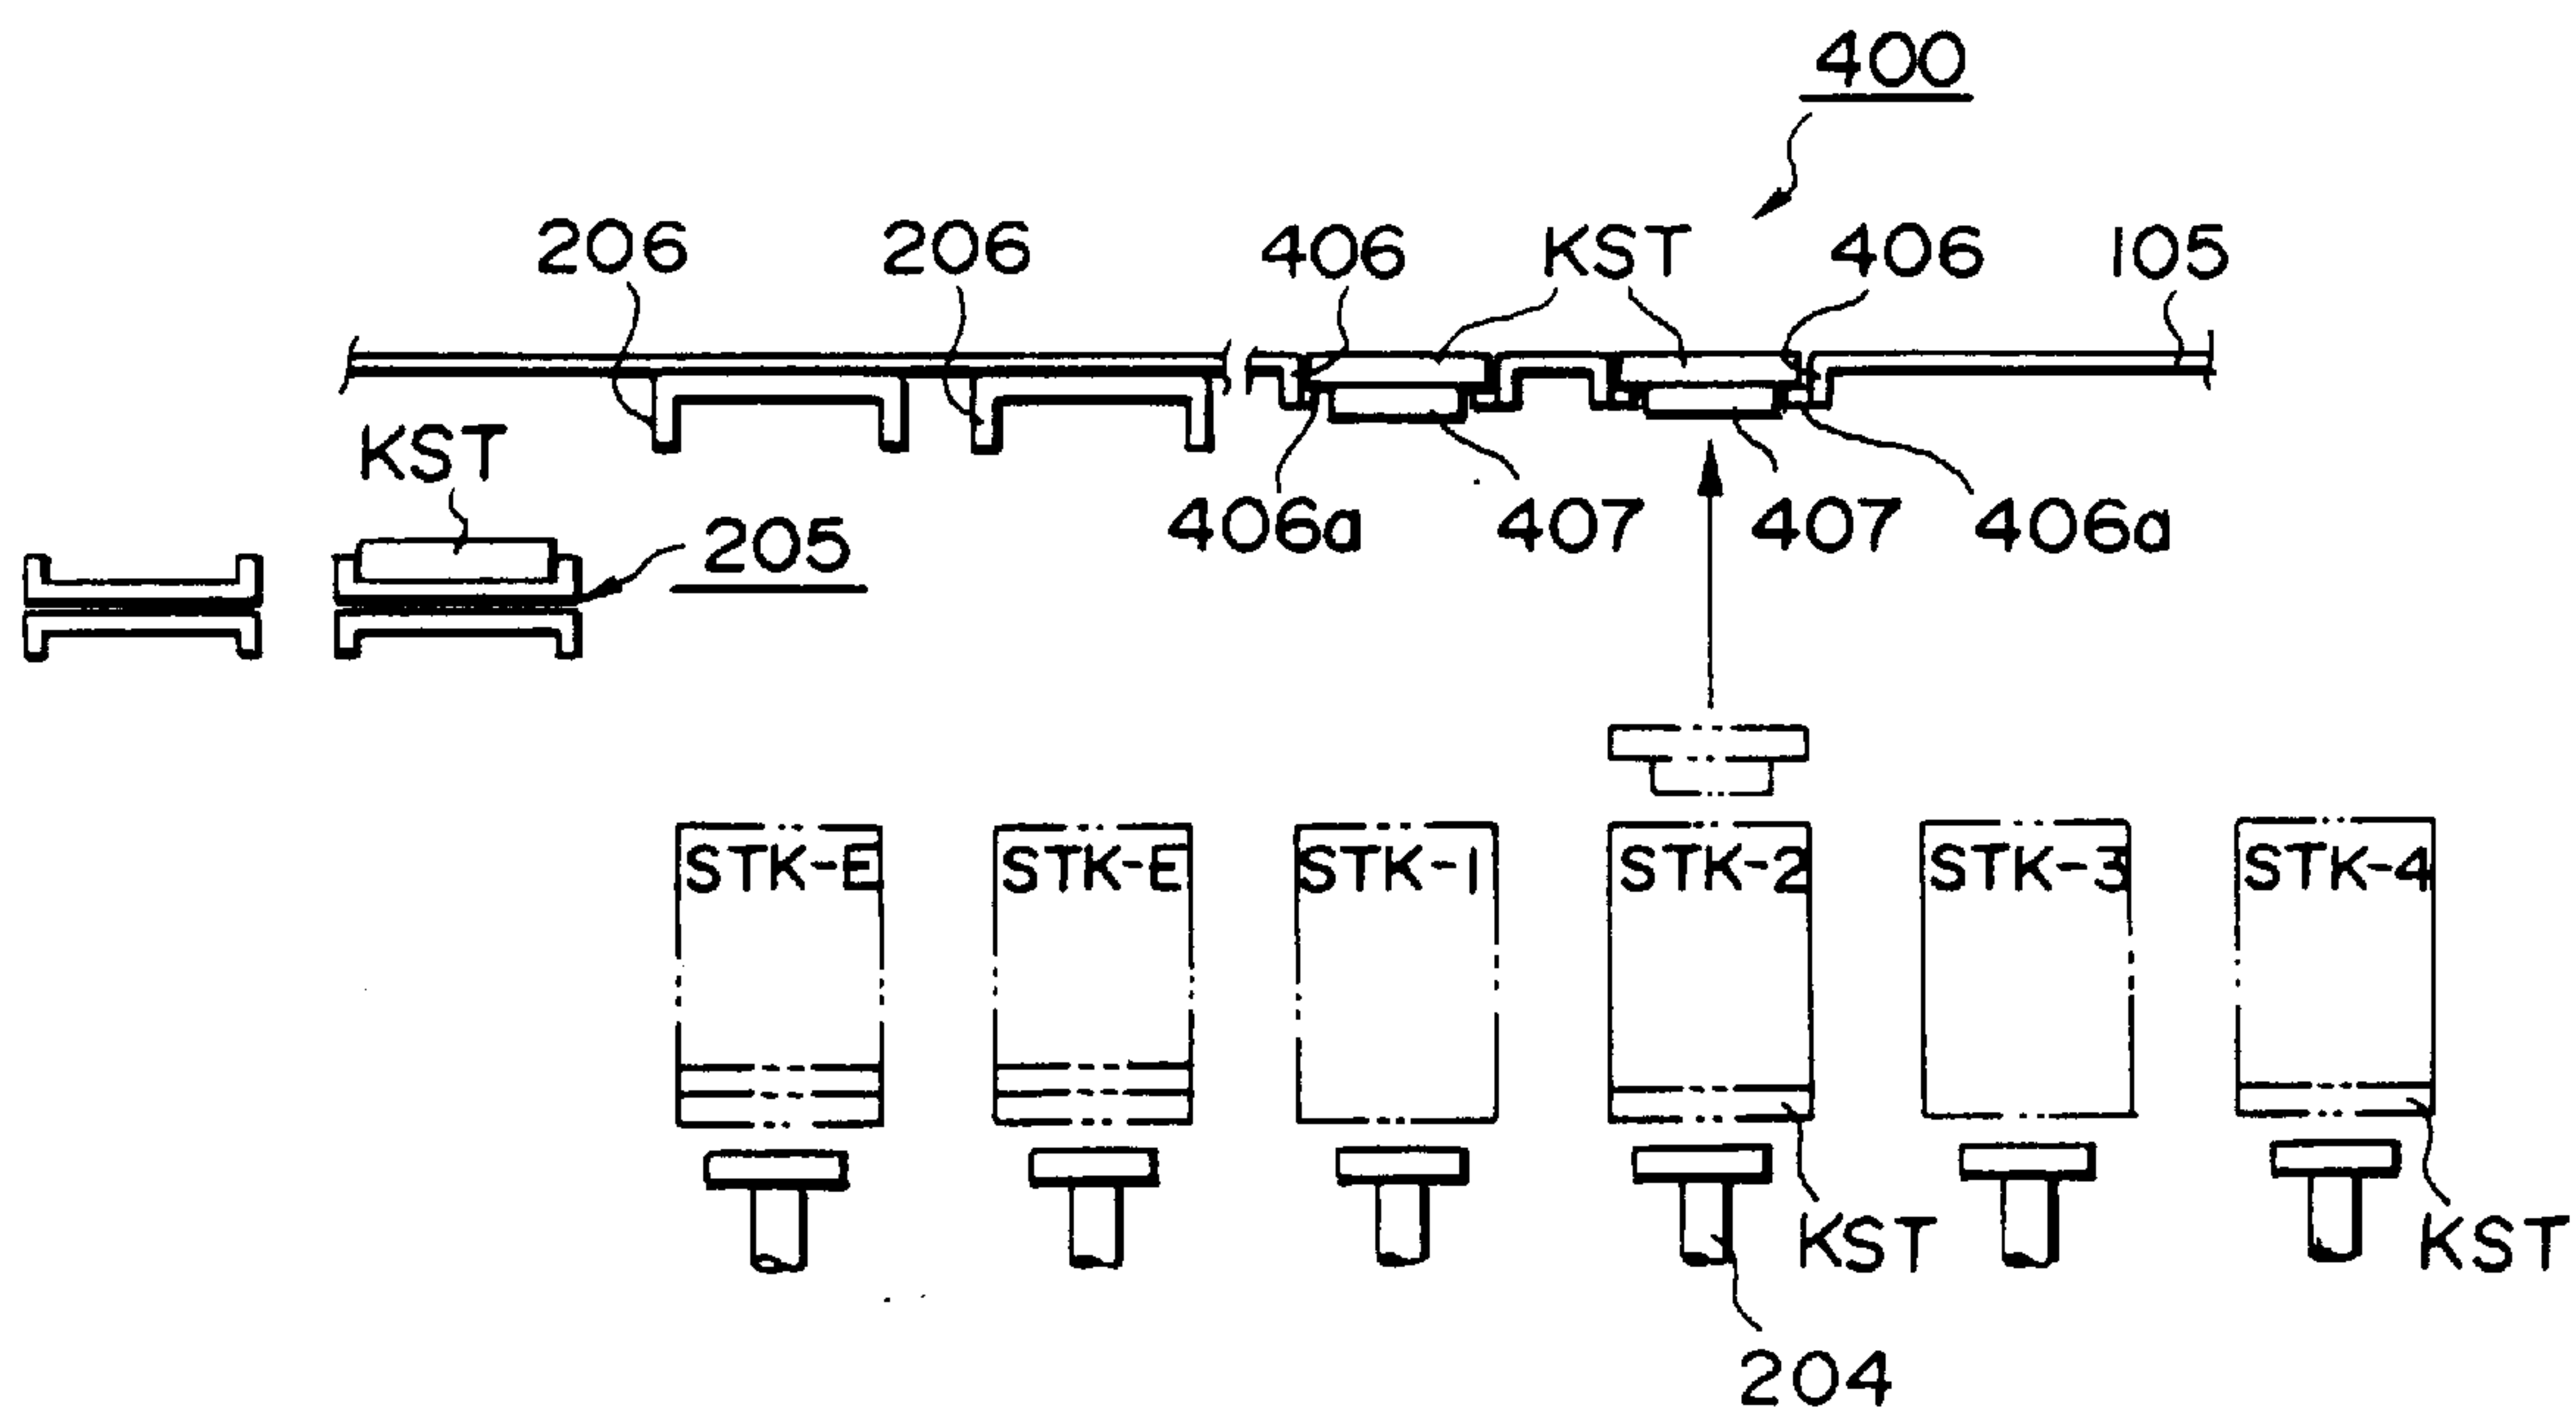 400
206 206 406 KST 406 105
KST
406a 407 407 406a
205
STK-E STK-E STK-1 STK-2 STK-3 STK-4
KST KST
204